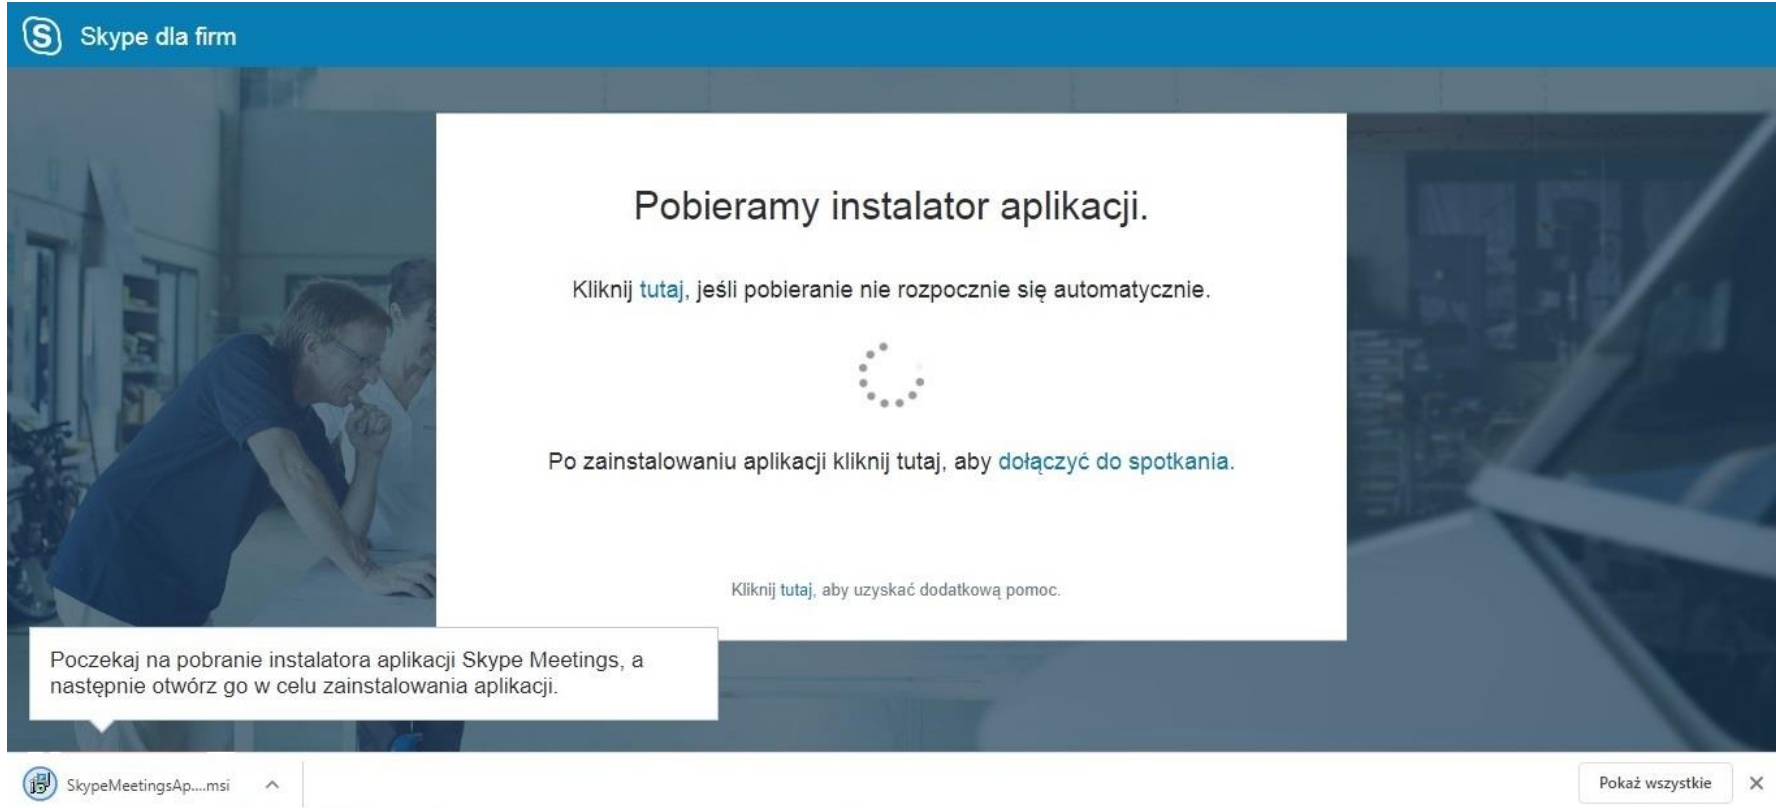 Skype dla firm
Pobieramy instalator aplikacji.
Kliknij tutaj, jeśli pobieranie nie rozpocznie się automatycznie.
Po zainstalowaniu aplikacji kliknij tutaj, aby dołączyć do spotkania.
Kliknij tutaj, aby uzyskać dodatkową pomoc.
Poczekaj na pobranie instalatora aplikacji Skype Meetings, a
następnie otwórz go w celu zainstalowania aplikacji.
SkypeMeetingsAp....msi
Pokaż wszystkie